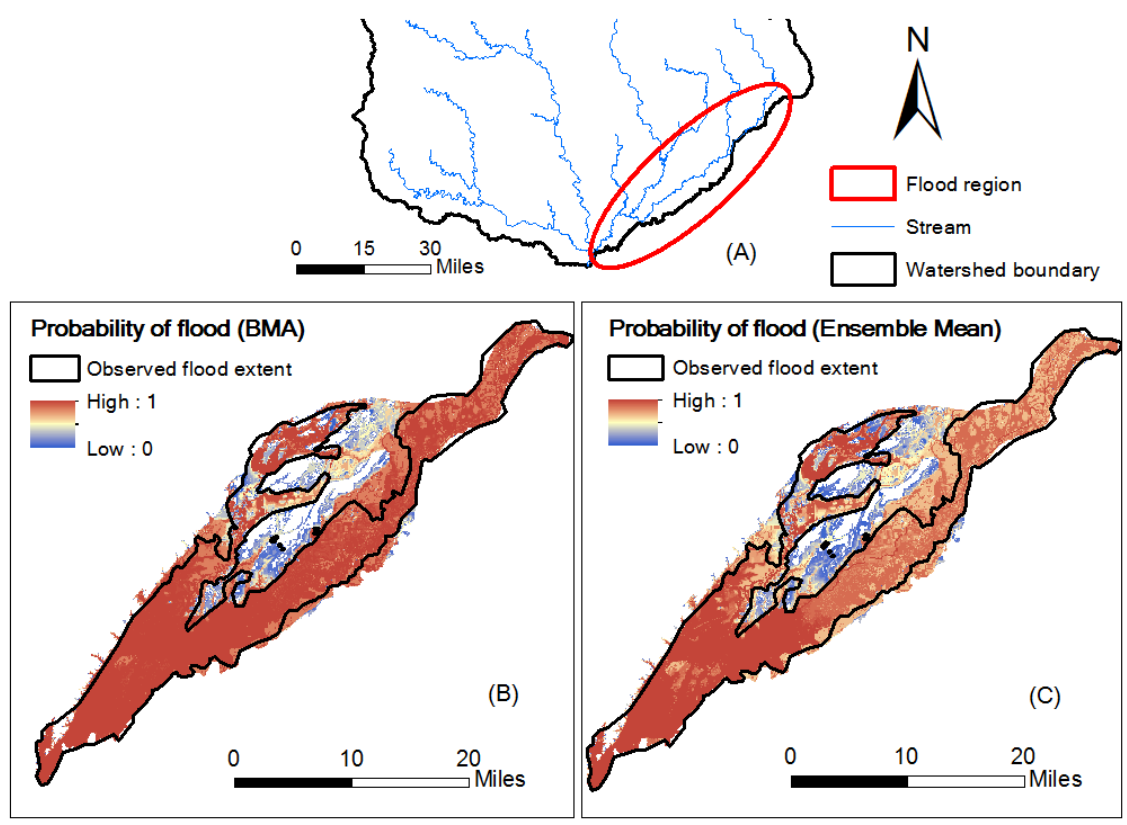 N
Flood region
Stream
Watershed boundary
0 15 30
Miles
(A)
Probability of flood (BMA)
Observed flood extent
High : 1
Low : 0
(B)
0 10 20
Miles
Probability of flood (Ensemble Mean)
Observed flood extent
High : 1
Low : 0
(C)
0 10 20
Miles